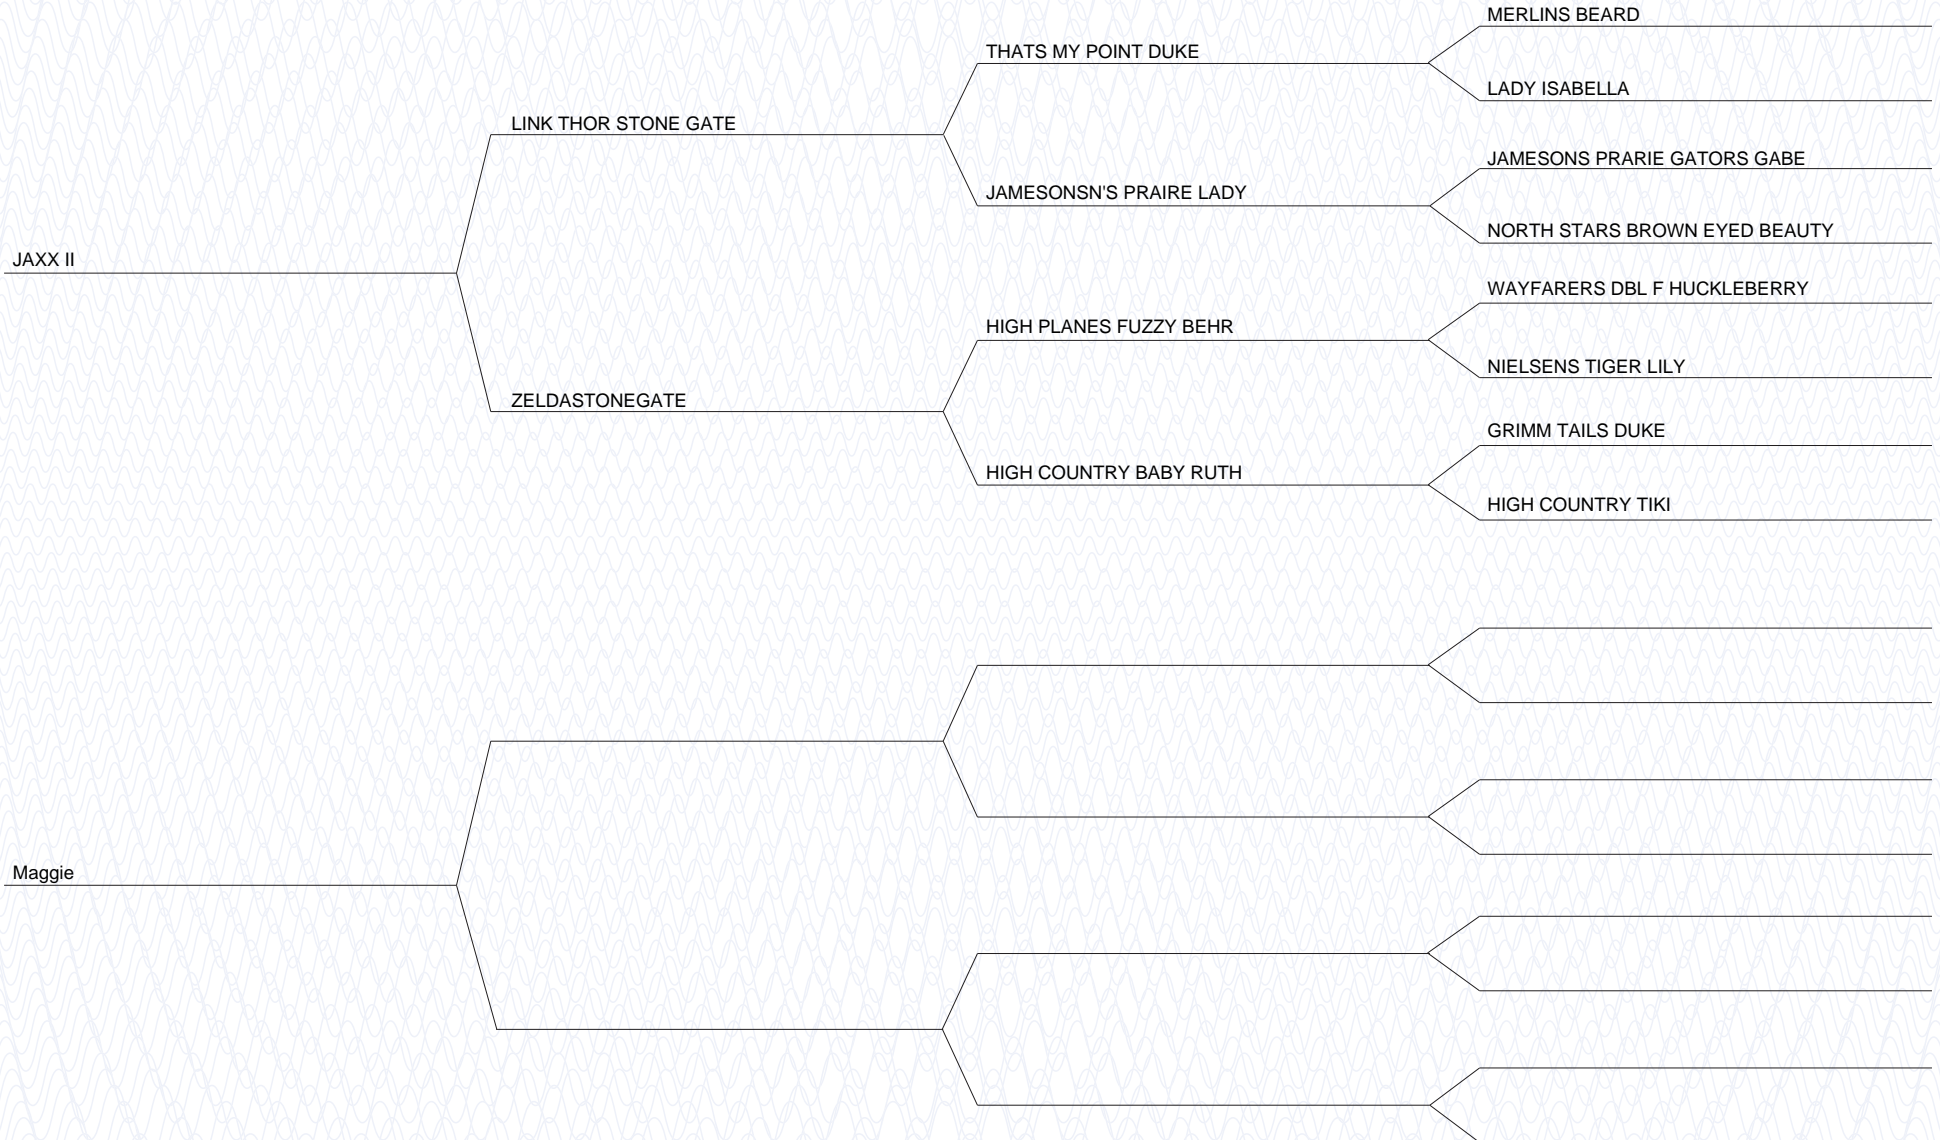 MERLINS BEARD
THATS MY POINT DUKE
LADY ISABELLA
LINK THOR STONE GATE
JAMESONS PRARIE GATORS GABE
JAMESONSN'S PRAIRE LADY
NORTH STARS BROWN EYED BEAUTY
JAXX II
WAYFARERS DBL F HUCKLEBERRY
HIGH PLANES FUZZY BEHR
NIELSENS TIGER LILY
ZELDASTONEGATE
GRIMM TAILS DUKE
HIGH COUNTRY BABY RUTH
HIGH COUNTRY TIKI
Maggie